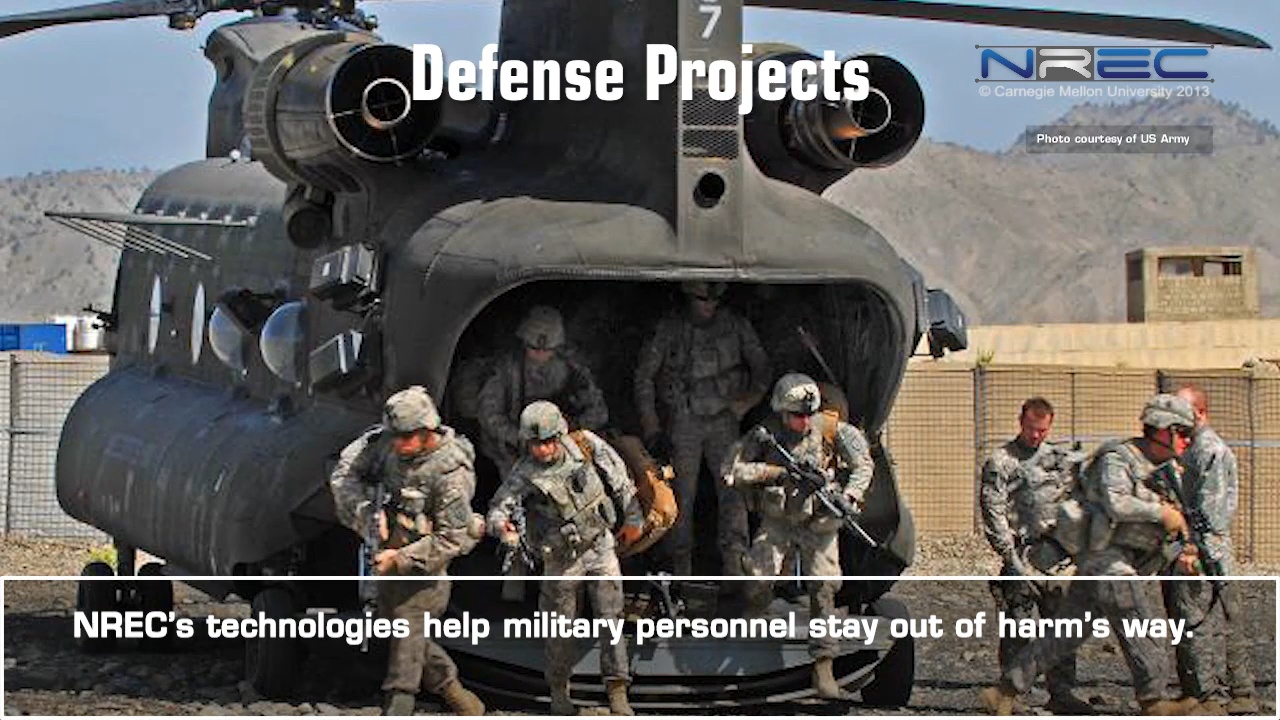 7
Defense Projects
NREC
© Carnegie Mellon University 2013
Photo courtesy of US Army
NREC's technologies help military personnel stay out of harm's way.